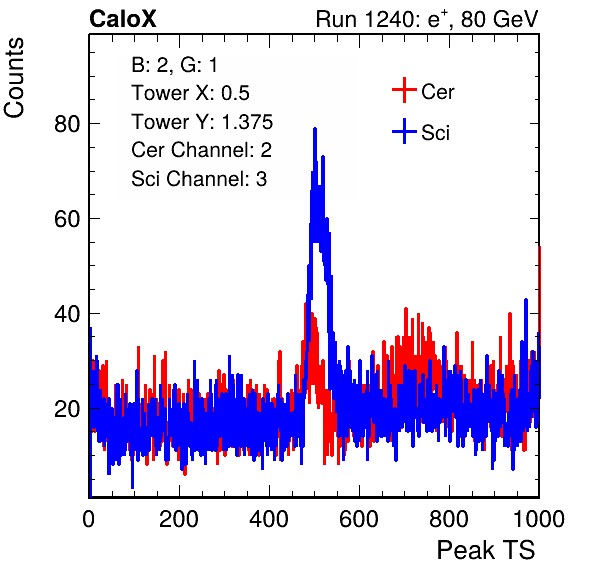 CaloX Run 1240: e⁺, 80 GeV
Counts
B: 2, G: 1
Tower X: 0.5
Tower Y: 1.375
Cer Channel: 2
Sci Channel: 3
Cer
Sci
80
60
40
20
0 200 400 600 800 1000
Peak TS